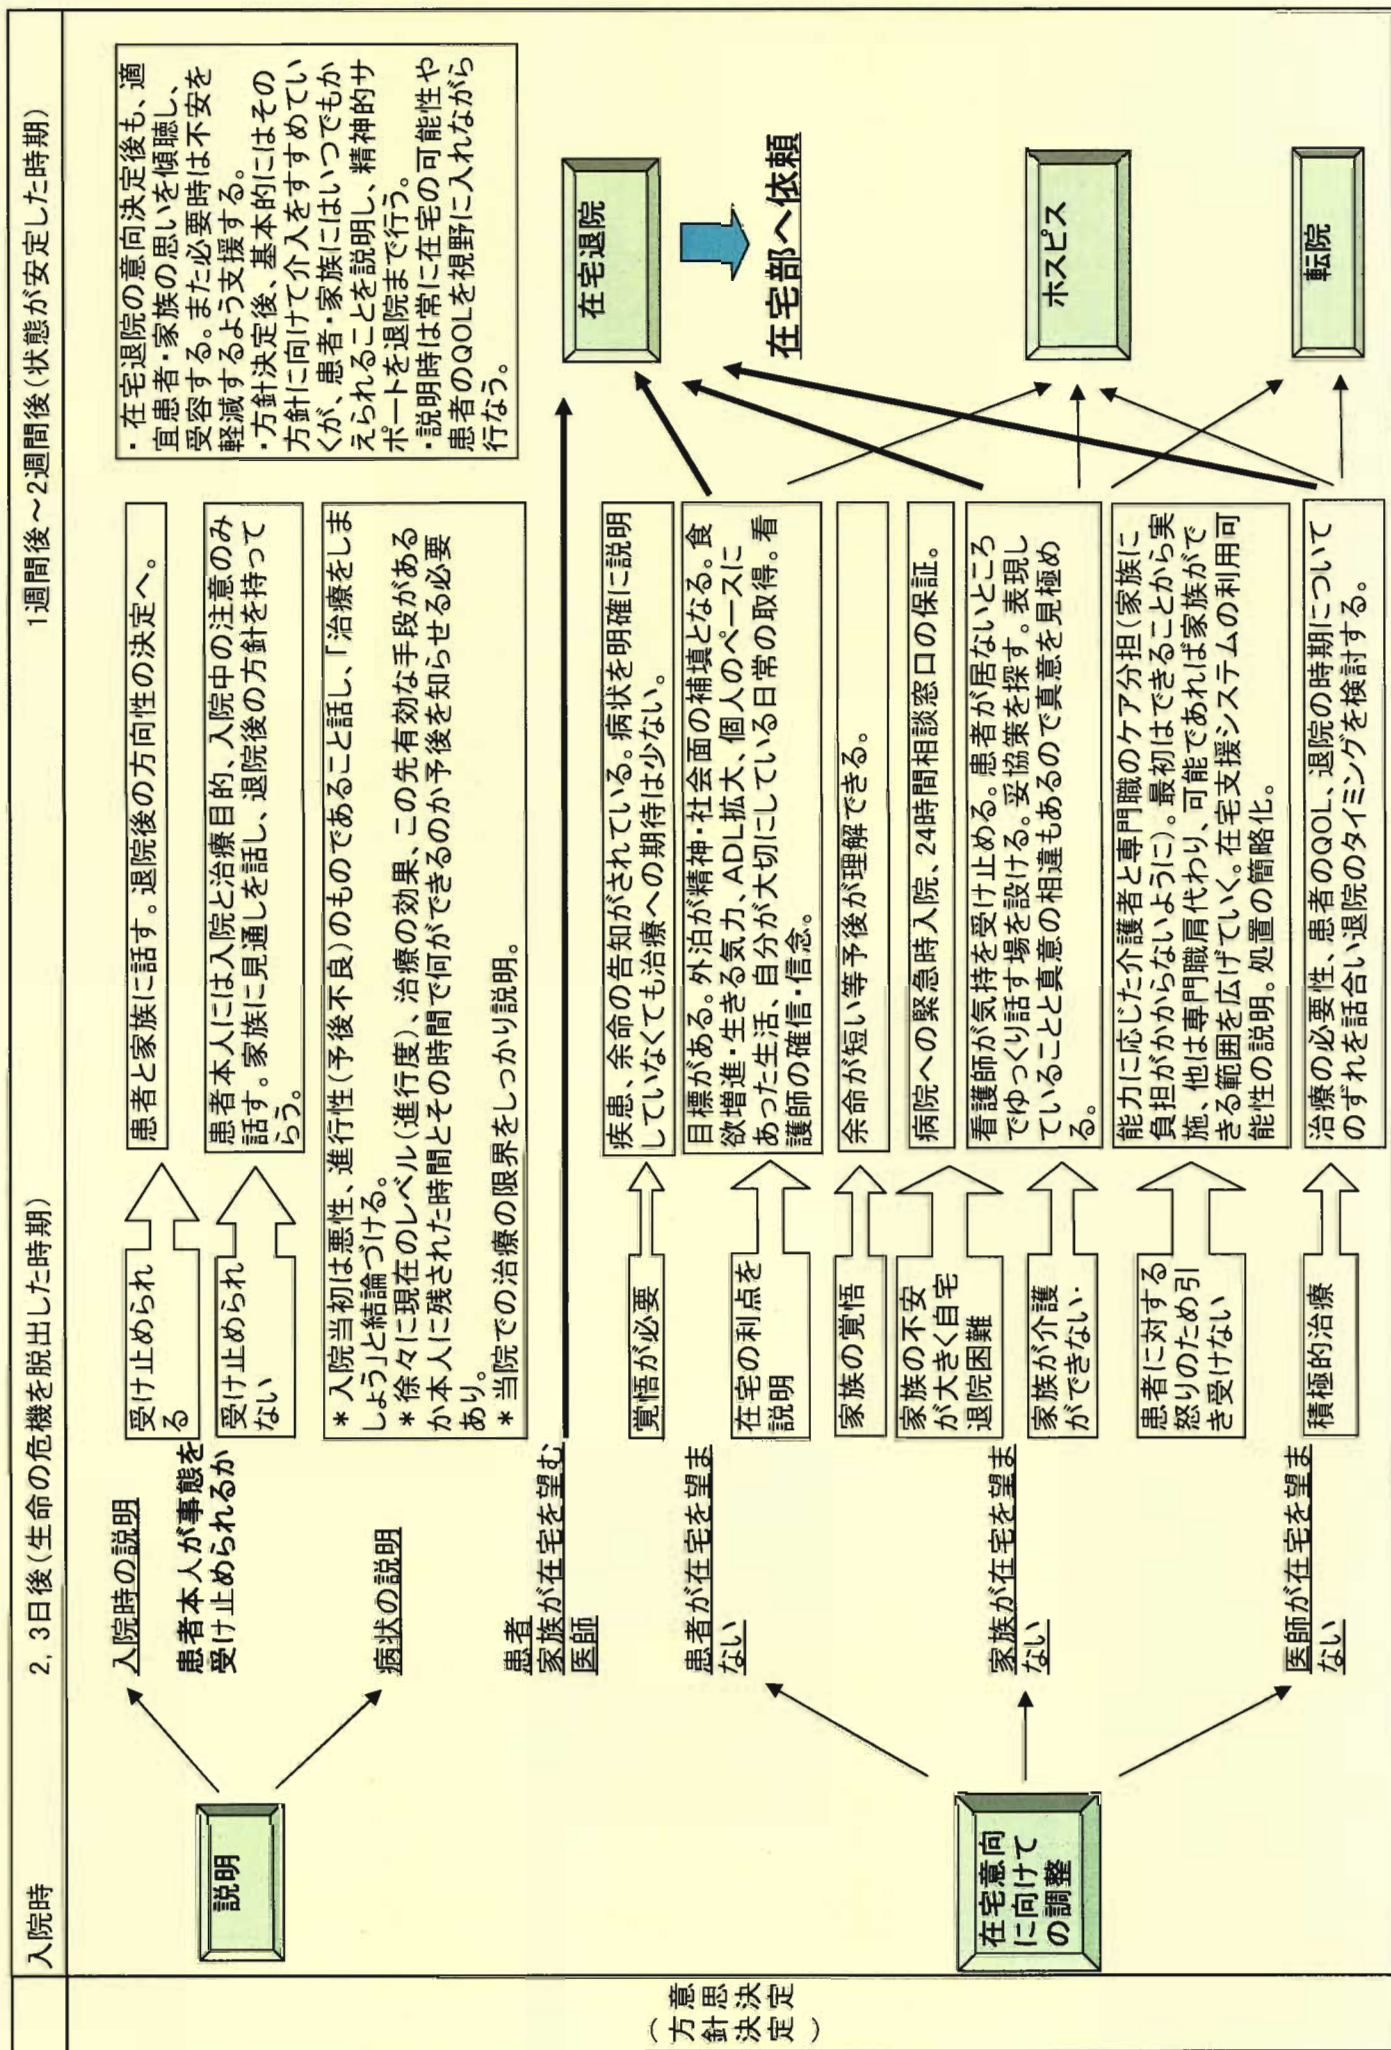 入院時
2, 3日後(生命の危機を脱出した時期)
1週間後～2週間後(状態が安定した時期)
意思決定
(方針決定)
説明
入院時の説明
患者本人が事態を
受け止められるか
病状の説明
受け止められ
る
患者と家族に話す。退院後の方向性の決定へ。
受け止められ
ない
患者本人には入院と治療目的、入院中の注意のみ
話す。家族に見通しを話し、退院後の方針を持って
らう。
*入院当初は悪性、進行性(予後不良)のものであること話し、「治療をしま
しょう」と結論づける。
*徐々に現在のレベル(進行度)、治療の効果、この先有効な手段がある
か本人に残された時間とその時間で何ができるのか予後を知らせる必要
あり。
*当院での治療の限界をしっかり説明。
・在宅退院の意向決定後も、適
宜患者・家族の思いを傾聴し、
受容する。また必要時は不安を
軽減するよう支援する。
・方針決定後、基本的にはその
方針に向けて介入をすすめてい
くが、患者・家族にはいつでもか
えられることを説明し、精神的サ
ポートを退院まで行う。
・説明時は常に在宅の可能性や
患者のQOLを視野に入れながら
行なう。
患者
家族が在宅を望む
医師
在宅意向
に向けて
の調整
患者が在宅を望ま
ない
覚悟が必要
疾患、余命の告知がされている。病状を明確に説明
していなくても治療への期待は少ない。
在宅の利点を
説明
目標がある。外泊が精神・社会面の補填となる。食
欲増進・生きる気力、ADL拡大、個人のペースに
あった生活、自分が大切にしている日常の取得。看
護師の確信・信念。
家族が在宅を望ま
ない
家族の覚悟
余命が短い等予後が理解できる。
家族の不安
が大きく自宅
退院困難
病院への緊急時入院、24時間相談窓口の保証。
看護師が気持を受け止める。患者が居ないところ
でゆっくり話す場を設ける。妥協策を探す。表現し
ていることと真意の相違もあるので真意を見極め
る。
家族が介護
ができない・
能力に応じた介護者と専門職のケア分担(家族に
負担がかからないように)。最初はできることから実
施、他は専門職肩代わり、可能であれば家族がで
きる範囲を広げていく。在宅支援システムの利用可
能性の説明。処置の簡略化。
患者に対する
怒りのため引
き受けない
医師が在宅を望ま
ない
積極的治療
治療の必要性、患者のQOL、退院の時期について
のずれを話合い退院のタイミングを検討する。
在宅退院
在宅部へ依頼
ホスピス
転院